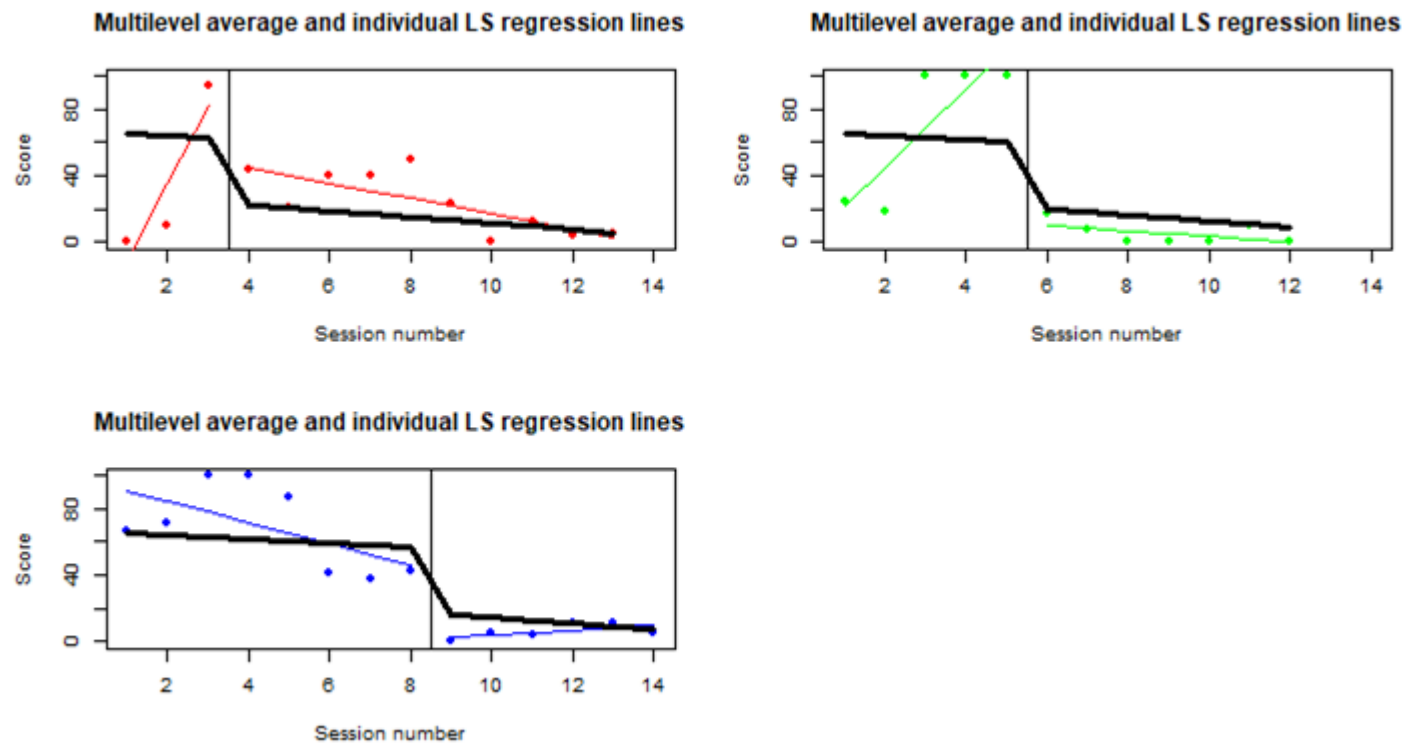 Multilevel average and individual LS regression lines
Score
80
40
0
2 4 6 8 10 12 14
Session number
Multilevel average and individual LS regression lines
Score
80
40
0
2 4 6 8 10 12 14
Session number
Multilevel average and individual LS regression lines
Score
80
40
0
2 4 6 8 10 12 14
Session number